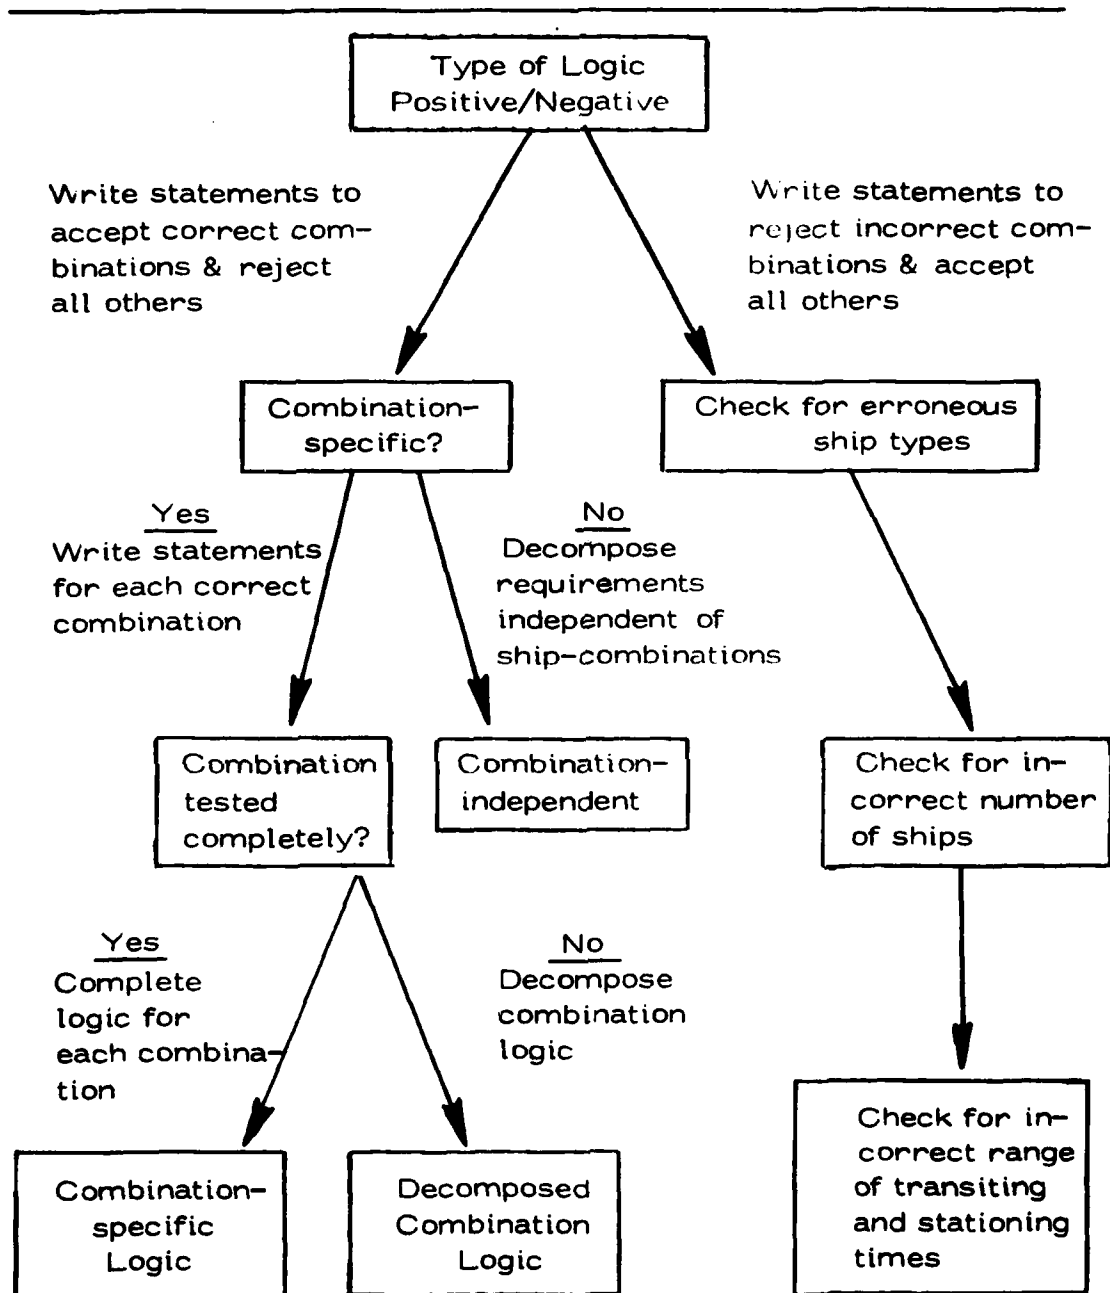 Type of Logic
Positive/Negative
Write statements to
accept correct com-
binations & reject
all others
Write statements to
reject incorrect com-
binations & accept
all others
Combination-
specific?
Check for erroneous
ship types
Yes
Write statements
for each correct
combination
No
Decompose
requirements
independent of
ship-combinations
Combination
tested
completely?
Combination-
independent
Check for in-
correct number
of ships
Yes
Complete
logic for
each combina-
tion
No
Decompose
combination
logic
Combination-
specific
Logic
Decomposed
Combination
Logic
Check for in-
correct range
of transiting
and stationing
times